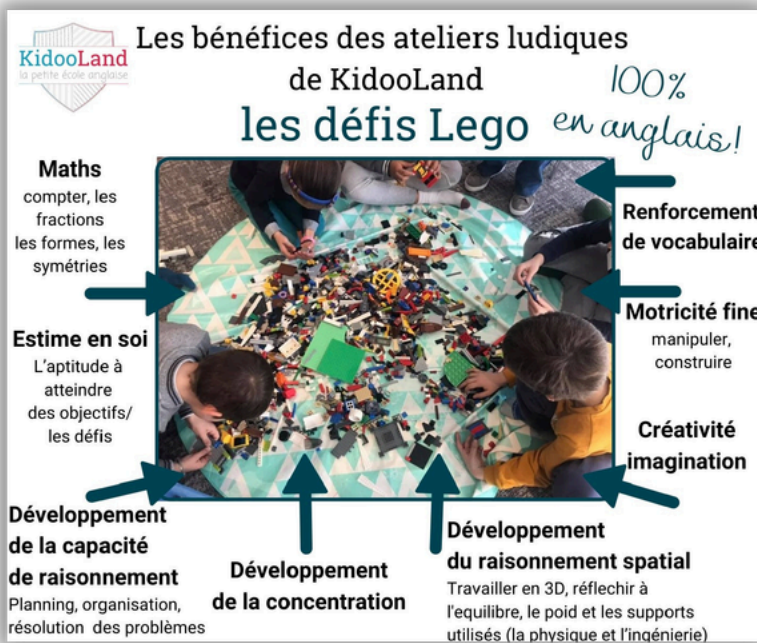 KidooLand
la petite école anglaise
Les bénéfices des ateliers ludiques
de KidooLand
les défis Lego
100%
en anglais!
Maths
compter, les
fractions
les formes, les
symétries
Estime en soi
L'aptitude à
atteindre
des objectifs/
les défis
Développement
de la capacité
de raisonnement
Planning, organisation,
résolution des problèmes
Développement
de la concentration
Développement
du raisonnement spatial
Travailler en 3D, réflechir à
l'equilibre, le poid et les supports
utilisés (la physique et l'ingénierie)
Renforcement
de vocabulaire
Motricité fine
manipuler,
construire
Créativité
imagination